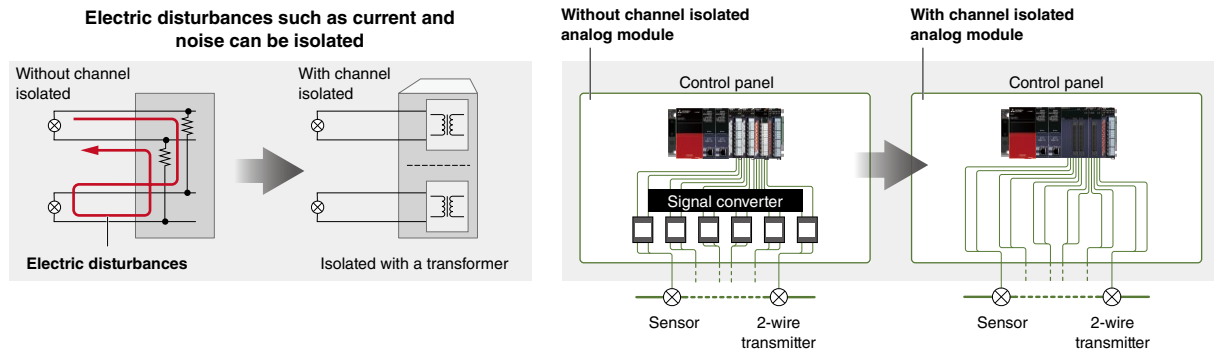 Electric disturbances such as current and
noise can be isolated
Without channel
isolated
With channel
isolated
Electric disturbances
Isolated with a transformer
Without channel isolated
analog module
Control panel
Signal converter
Sensor
2-wire
transmitter
With channel isolated
analog module
Control panel
Sensor
2-wire
transmitter